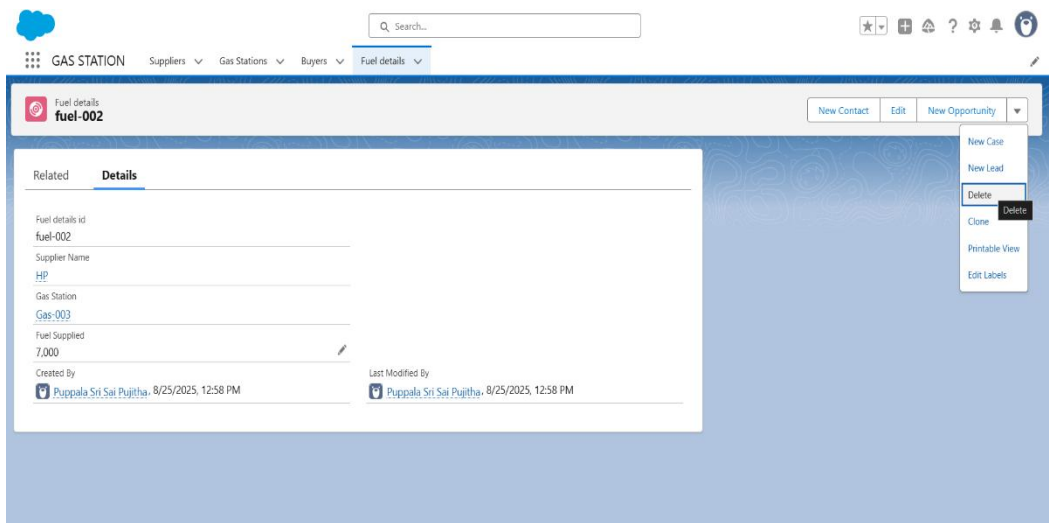 Search...
GAS STATION Suppliers Gas Stations Buyers Fuel details
Fuel details
fuel-002
New Contact Edit New Opportunity
New Case
New Lead
Delete
Delete
Clone
Printable View
Edit Labels
Related Details
Fuel details id
fuel-002
Supplier Name
HP
Gas Station
Gas-003
Fuel Supplied
7,000
Created By Last Modified By
Puppala Sri Sai Pujitha, 8/25/2025, 12:58 PM Puppala Sri Sai Pujitha, 8/25/2025, 12:58 PM